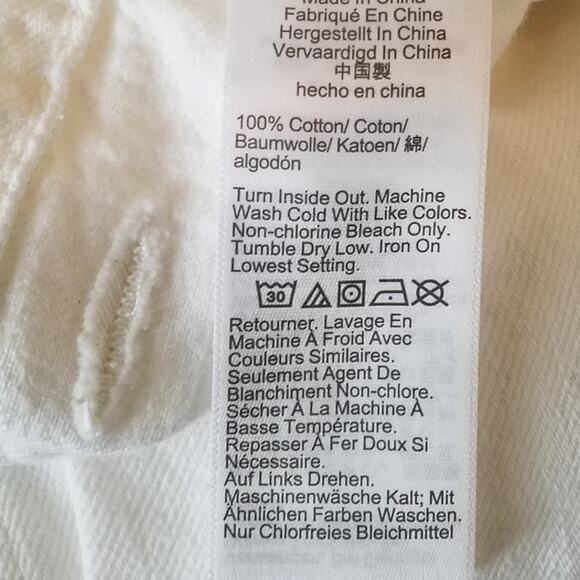 Made In China
Fabriqué En Chine
Hergestellt In China
Vervaardigd In China
中国製
hecho en china
100% Cotton/ Coton/
Baumwolle/ Katoen/ 綿/
algodón
Turn Inside Out. Machine
Wash Cold With Like Colors.
Non-chlorine Bleach Only.
Tumble Dry Low. Iron On
Lowest Setting.
30
Retourner. Lavage En
Machine À Froid Avec
Couleurs Similaires.
Seulement Agent De
Blanchiment Non-chlore.
Sécher À La Machine À
Basse Température.
Repasser À Fer Doux Si
Nécessaire.
Auf Links Drehen.
Maschinenwäsche Kalt; Mit
Ähnlichen Farben Waschen.
Nur Chlorfreies Bleichmittel